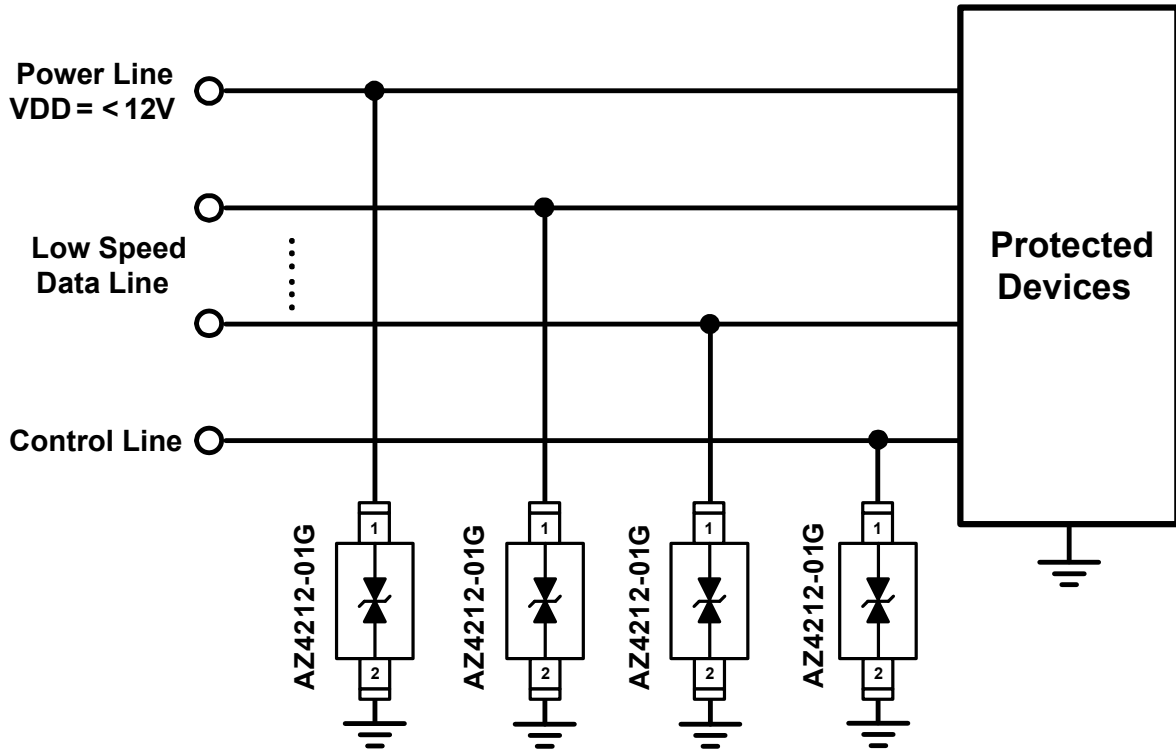 Power Line
VDD = < 12V
Low Speed
Data Line
Control Line
Protected
Devices
AZ4212-01G
1
2
AZ4212-01G
1
2
AZ4212-01G
1
2
AZ4212-01G
1
2